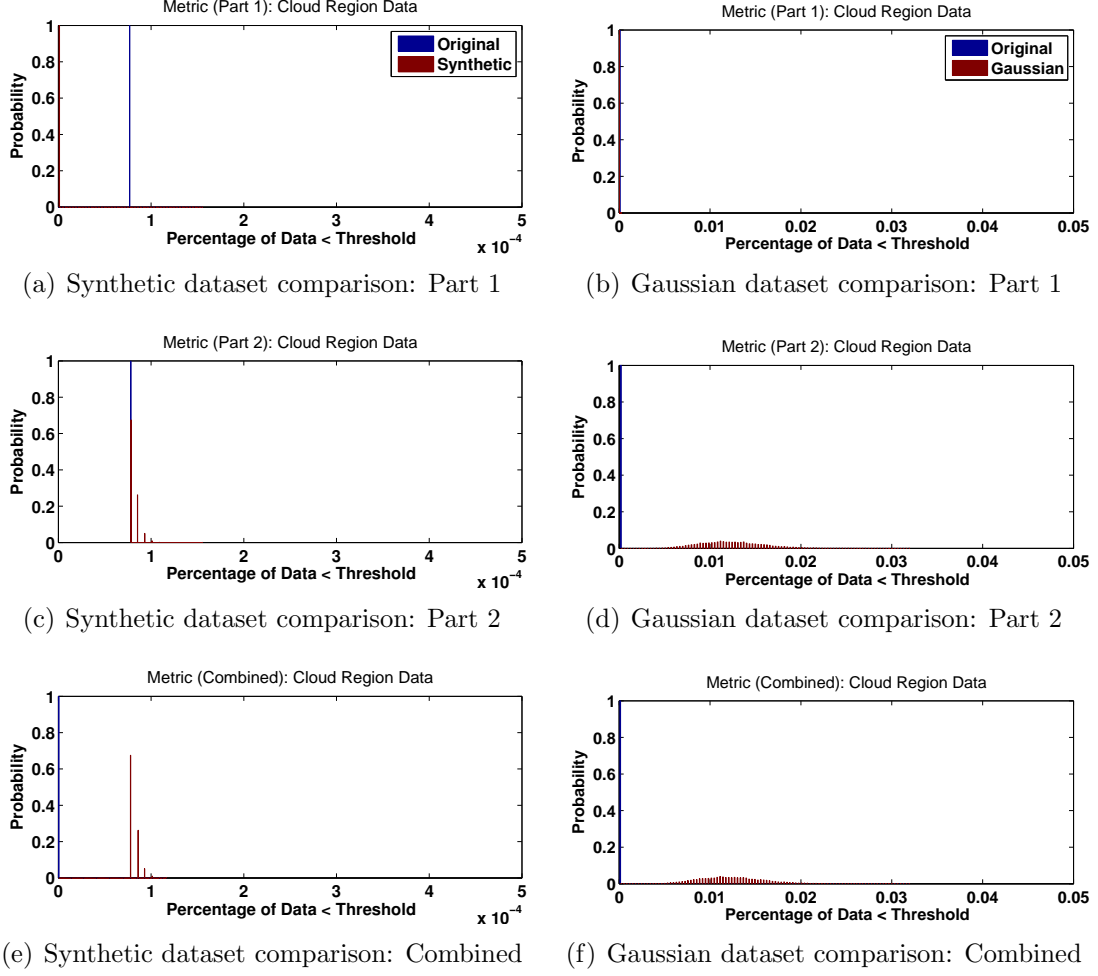 Metric (Part 1): Cloud Region Data
1
0.8
0.6
0.4
0.2
0
Probability
Original
Synthetic
0 1 2 3 4 5
Percentage of Data < Threshold
x 10⁻⁴
(a) Synthetic dataset comparison: Part 1
Metric (Part 1): Cloud Region Data
1
0.8
0.6
0.4
0.2
0
Probability
Original
Gaussian
0 0.01 0.02 0.03 0.04 0.05
Percentage of Data < Threshold
(b) Gaussian dataset comparison: Part 1
Metric (Part 2): Cloud Region Data
1
0.8
0.6
0.4
0.2
0
Probability
0 1 2 3 4 5
Percentage of Data < Threshold
x 10⁻⁴
(c) Synthetic dataset comparison: Part 2
Metric (Part 2): Cloud Region Data
1
0.8
0.6
0.4
0.2
0
Probability
0 0.01 0.02 0.03 0.04 0.05
Percentage of Data < Threshold
(d) Gaussian dataset comparison: Part 2
Metric (Combined): Cloud Region Data
1
0.8
0.6
0.4
0.2
0
Probability
0 1 2 3 4 5
Percentage of Data < Threshold
x 10⁻⁴
(e) Synthetic dataset comparison: Combined
Metric (Combined): Cloud Region Data
1
0.8
0.6
0.4
0.2
0
Probability
0 0.01 0.02 0.03 0.04 0.05
Percentage of Data < Threshold
(f) Gaussian dataset comparison: Combined